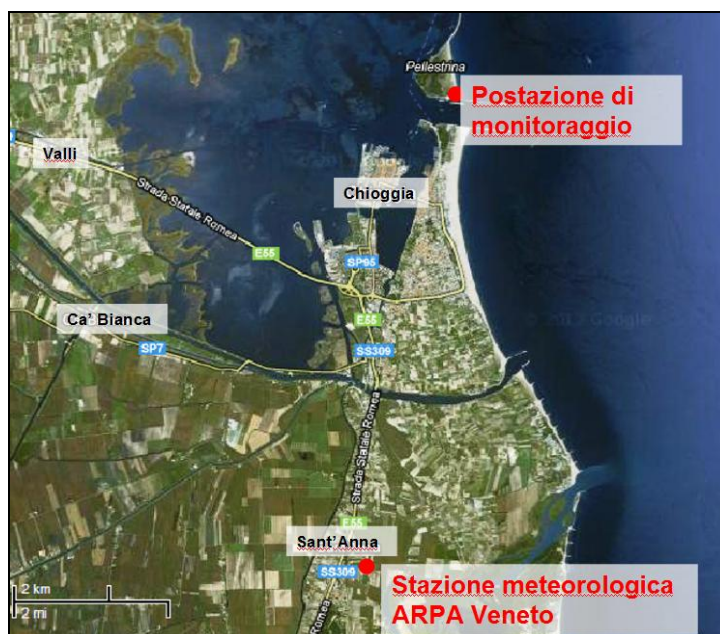 Pellestrina
Postazione di
monitoraggio
Valli
Strada Statale Romea
Chioggia
E55
SP95
Ca' Bianca
E55
SP7
SS309
Google
Strada Statale Romea
E55
Sant'Anna
SS309
2 km
2 mi
Romea
Stazione meteorologica
ARPA Veneto